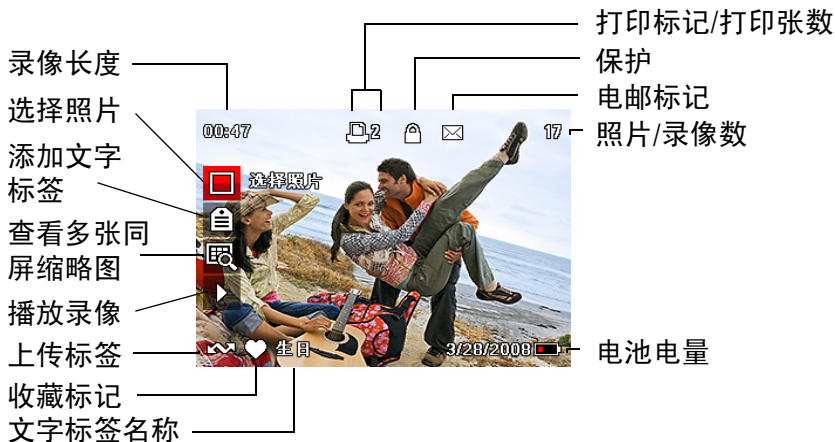 录像长度
选择照片
添加文字
标签
查看多张同
屏缩略图
播放录像
上传标签
收藏标记
文字标签名称
打印标记/打印张数
保护
电邮标记
照片/录像数
电池电量
00:47
2
17
选择照片
生日
3/28/2008